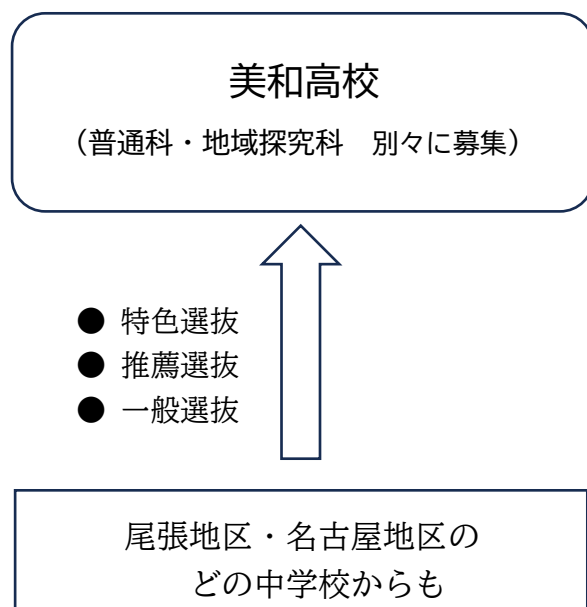 美和高校
（普通科・地域探究科　別々に募集）
● 特色選抜
● 推薦選抜
● 一般選抜
尾張地区・名古屋地区の
どの中学校からも